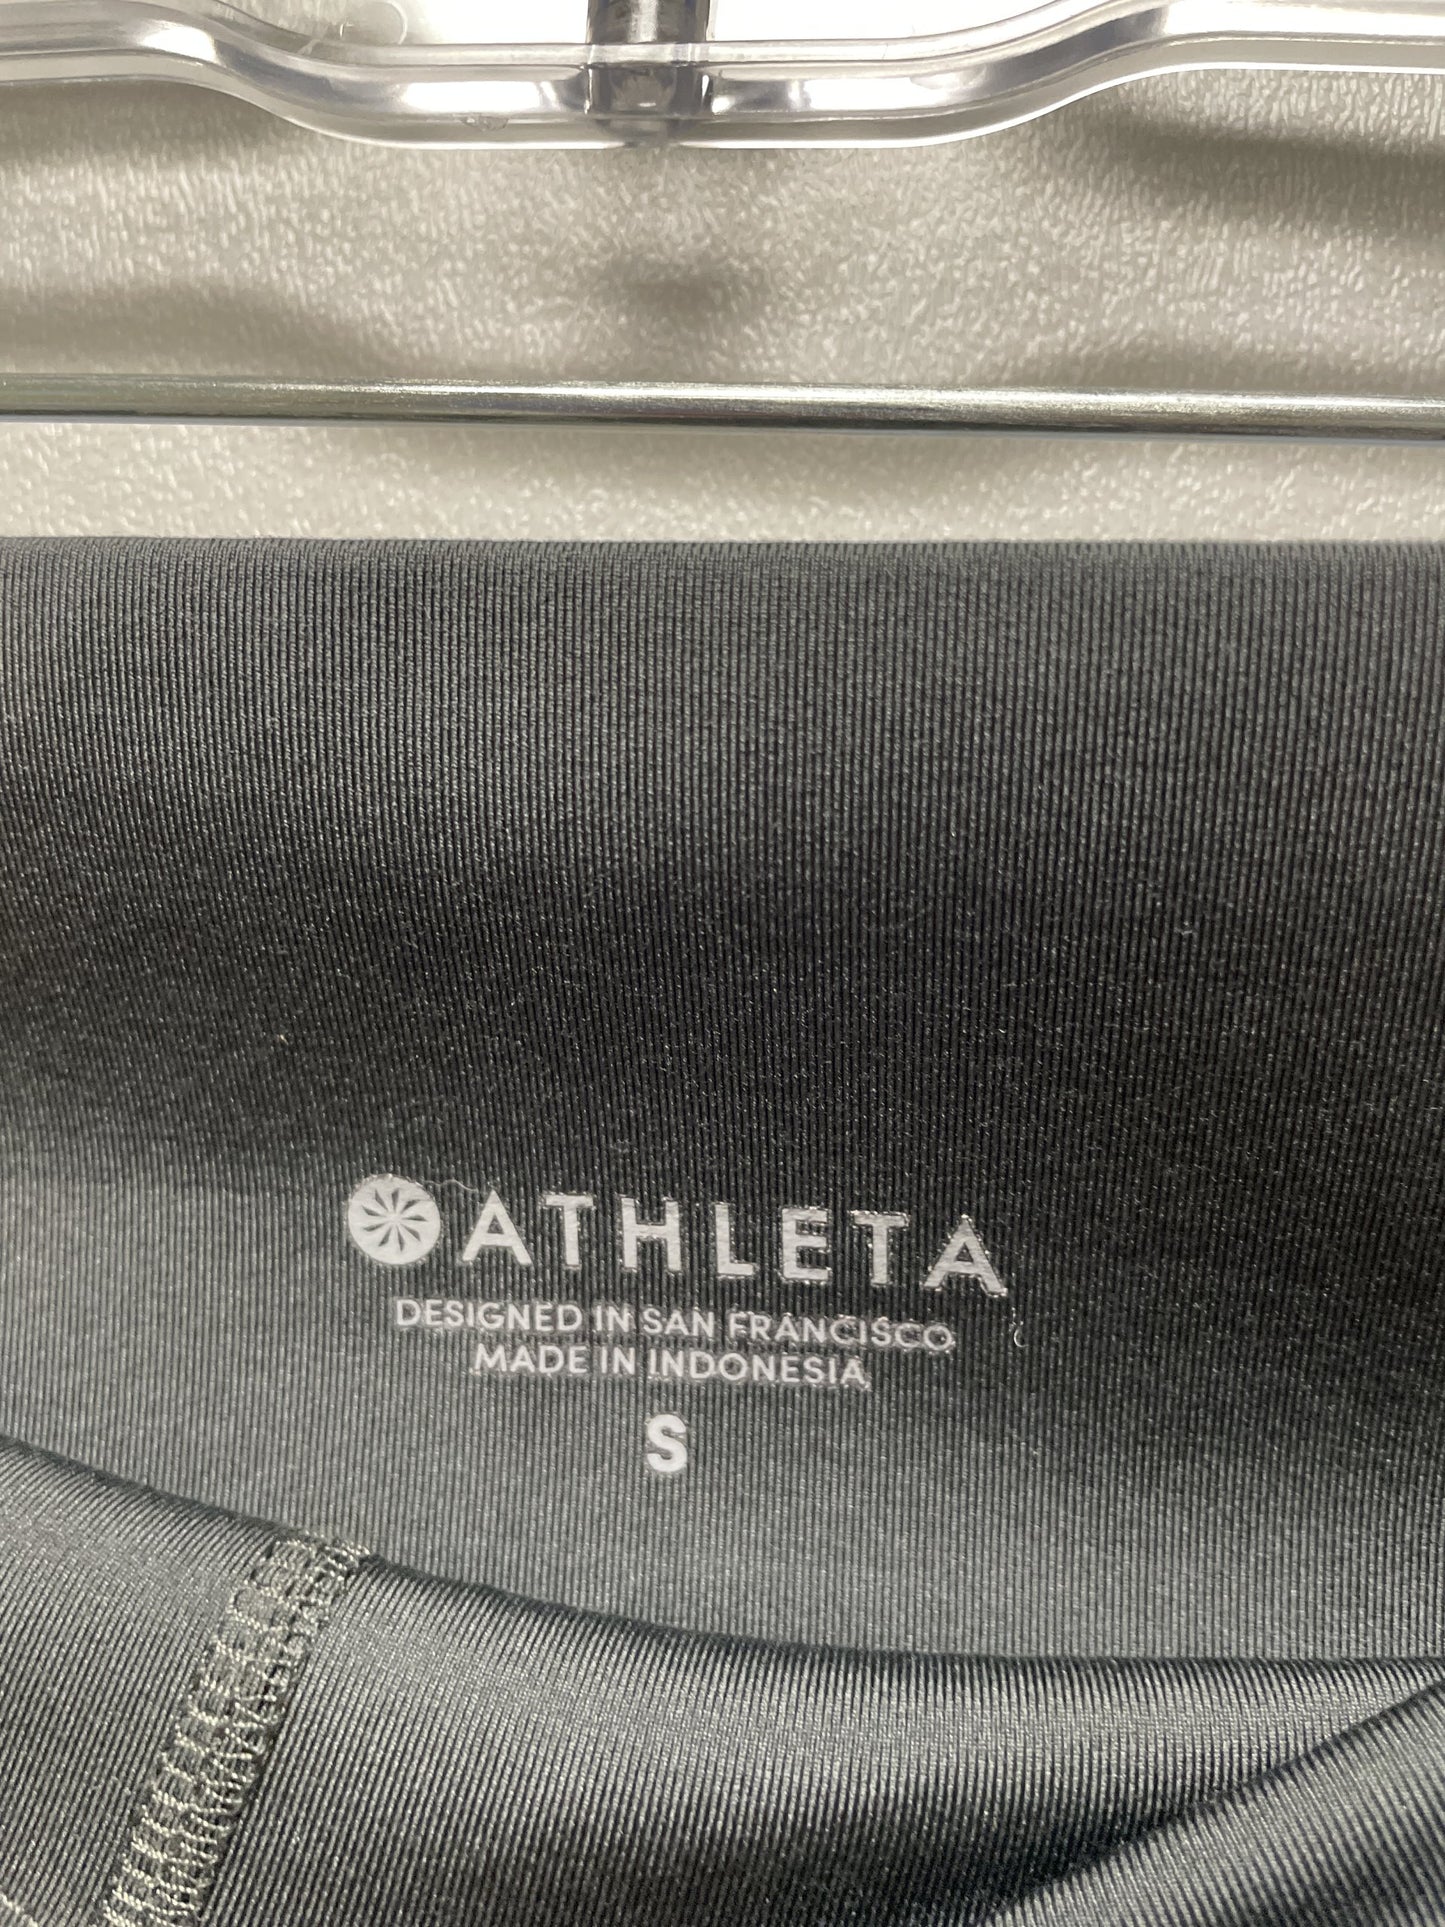 ATHLETA
DESIGNED IN SAN FRANCISCO
MADE IN INDONESIA
S